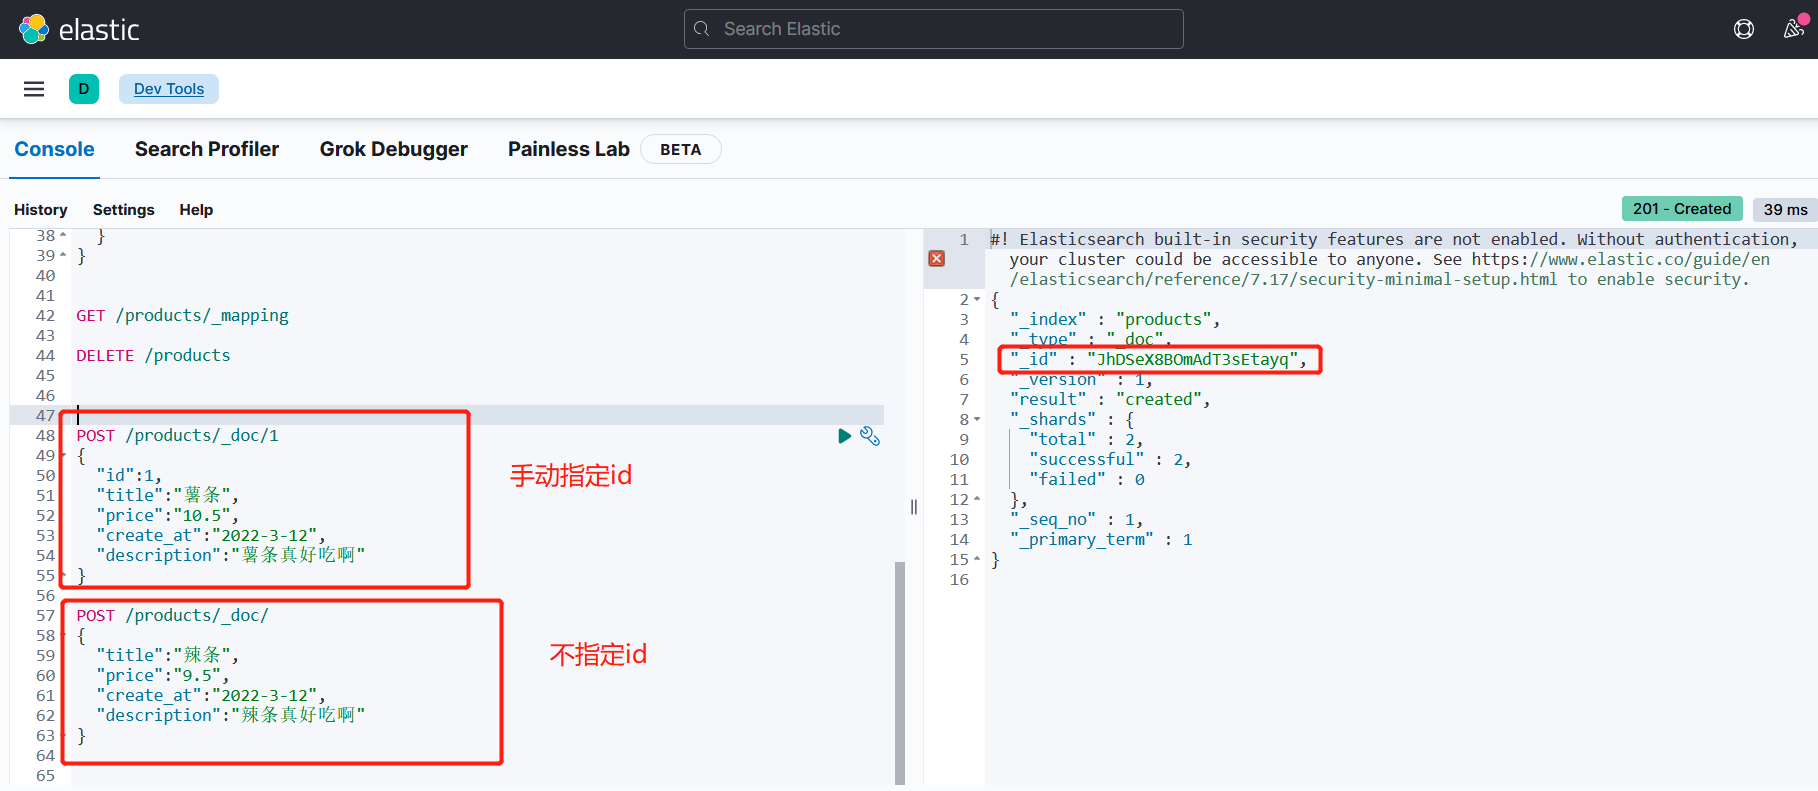 elastic
Search Elastic
D
Dev Tools
Console Search Profiler Grok Debugger Painless Lab BETA
History Settings Help
201 - Created 39 ms
38 }
39 }
40
41
42 GET /products/_mapping
43
44 DELETE /products
45
46
47
48 POST /products/_doc/1
49 {
50 "id":1,
51 "title":"薯条",
52 "price":"10.5",
53 "create_at":"2022-3-12",
54 "description":"薯条真好吃啊"
55 }
56
57 POST /products/_doc/
58 {
59 "title":"辣条",
60 "price":"9.5",
61 "create_at":"2022-3-12",
62 "description":"辣条真好吃啊"
63 }
64
65
手动指定id
不指定id
1 #! Elasticsearch built-in security features are not enabled. Without authentication,
your cluster could be accessible to anyone. See https://www.elastic.co/guide/en
/elasticsearch/reference/7.17/security-minimal-setup.html to enable security.
2 {
3 "_index" : "products",
4 "_type" : "_doc",
5 "_id" : "JhDSeX8BOmAdT3sEtayq",
6 "_version" : 1,
7 "result" : "created",
8 "_shards" : {
9 "total" : 2,
10 "successful" : 2,
11 "failed" : 0
12 },
13 "_seq_no" : 1,
14 "_primary_term" : 1
15 }
16